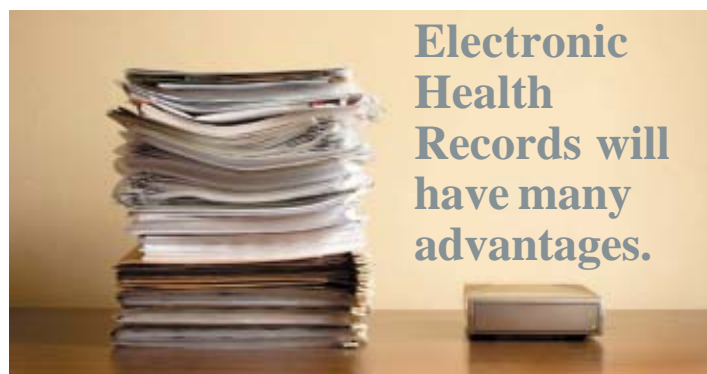 Electronic
Health
Records will
have many
advantages.